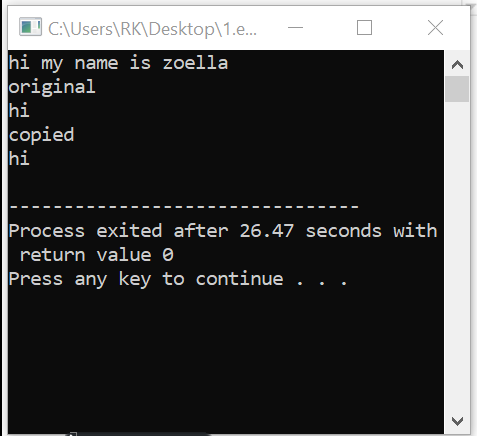 C:\Users\RK\Desktop\1.e...
hi my name is zoella
original
hi
copied
hi
--------------------------------
Process exited after 26.47 seconds with
return value 0
Press any key to continue . . .